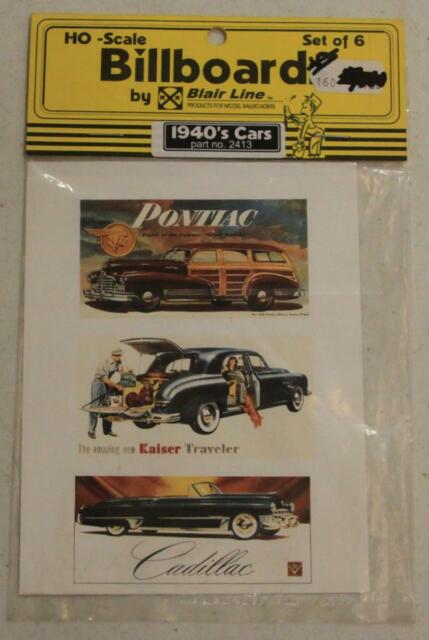 HO -Scale
Set of 6
Billboard
160
by Blair Line
PRODUCTS FOR MODEL RAILROADERS
1940's Cars
part no. 2413
PONTIAC
The amazing new Kaiser Traveler
Cadillac